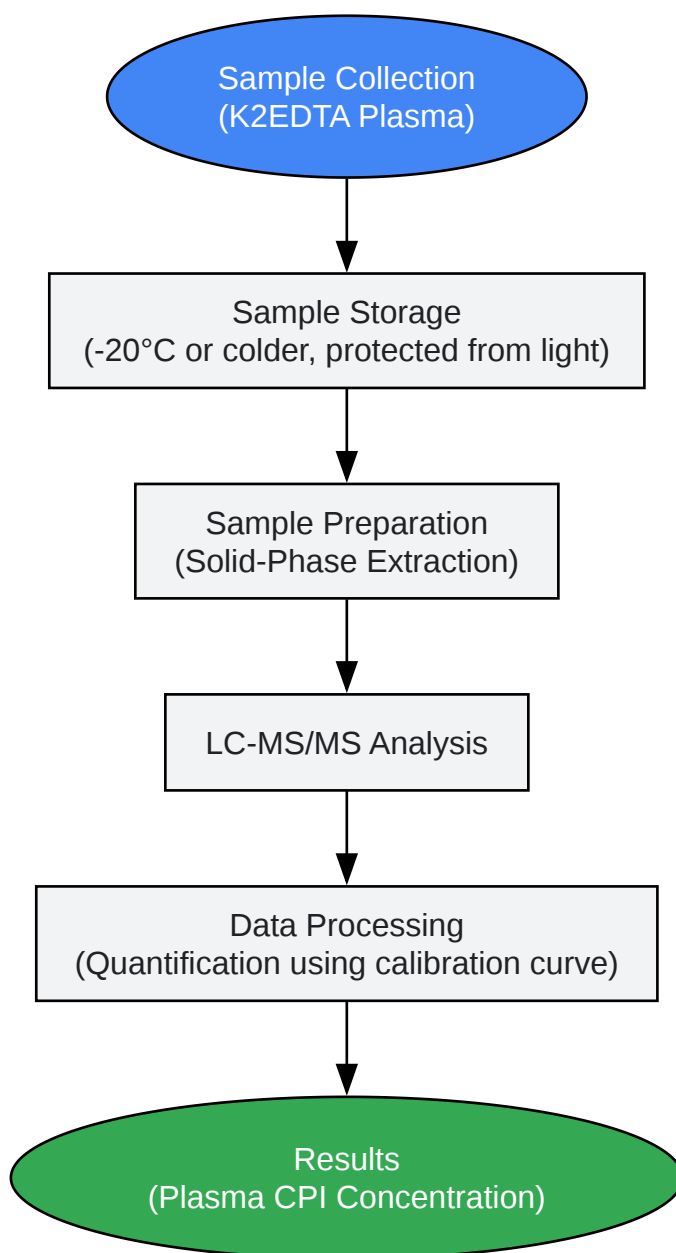 Sample Collection
(K2EDTA Plasma)
Sample Storage
(-20°C or colder, protected from light)
Sample Preparation
(Solid-Phase Extraction)
LC-MS/MS Analysis
Data Processing
(Quantification using calibration curve)
Results
(Plasma CPI Concentration)